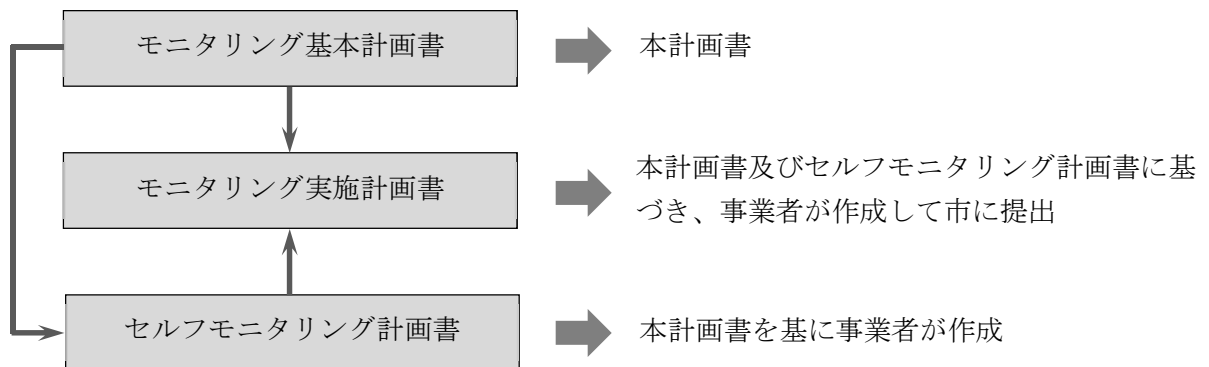 モニタリング基本計画書
本計画書
モニタリング実施計画書
本計画書及びセルフモニタリング計画書に基
づき、事業者が作成して市に提出
セルフモニタリング計画書
本計画書を基に事業者が作成